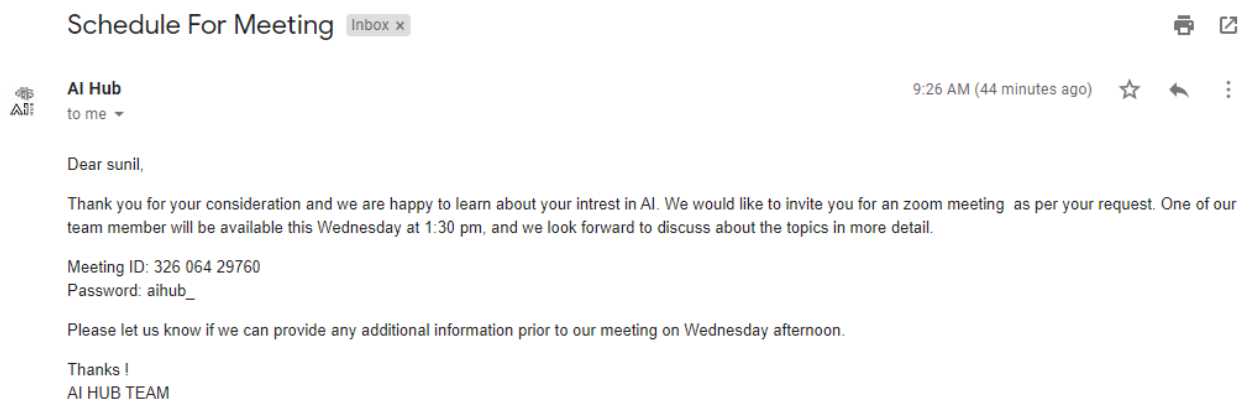 Schedule For Meeting Inbox x
AI Hub 9:26 AM (44 minutes ago)
to me
Dear sunil,
Thank you for your consideration and we are happy to learn about your intrest in AI. We would like to invite you for an zoom meeting  as per your request. One of our
team member will be available this Wednesday at 1:30 pm, and we look forward to discuss about the topics in more detail.
Meeting ID: 326 064 29760
Password: aihub_
Please let us know if we can provide any additional information prior to our meeting on Wednesday afternoon.
Thanks !
AI HUB TEAM